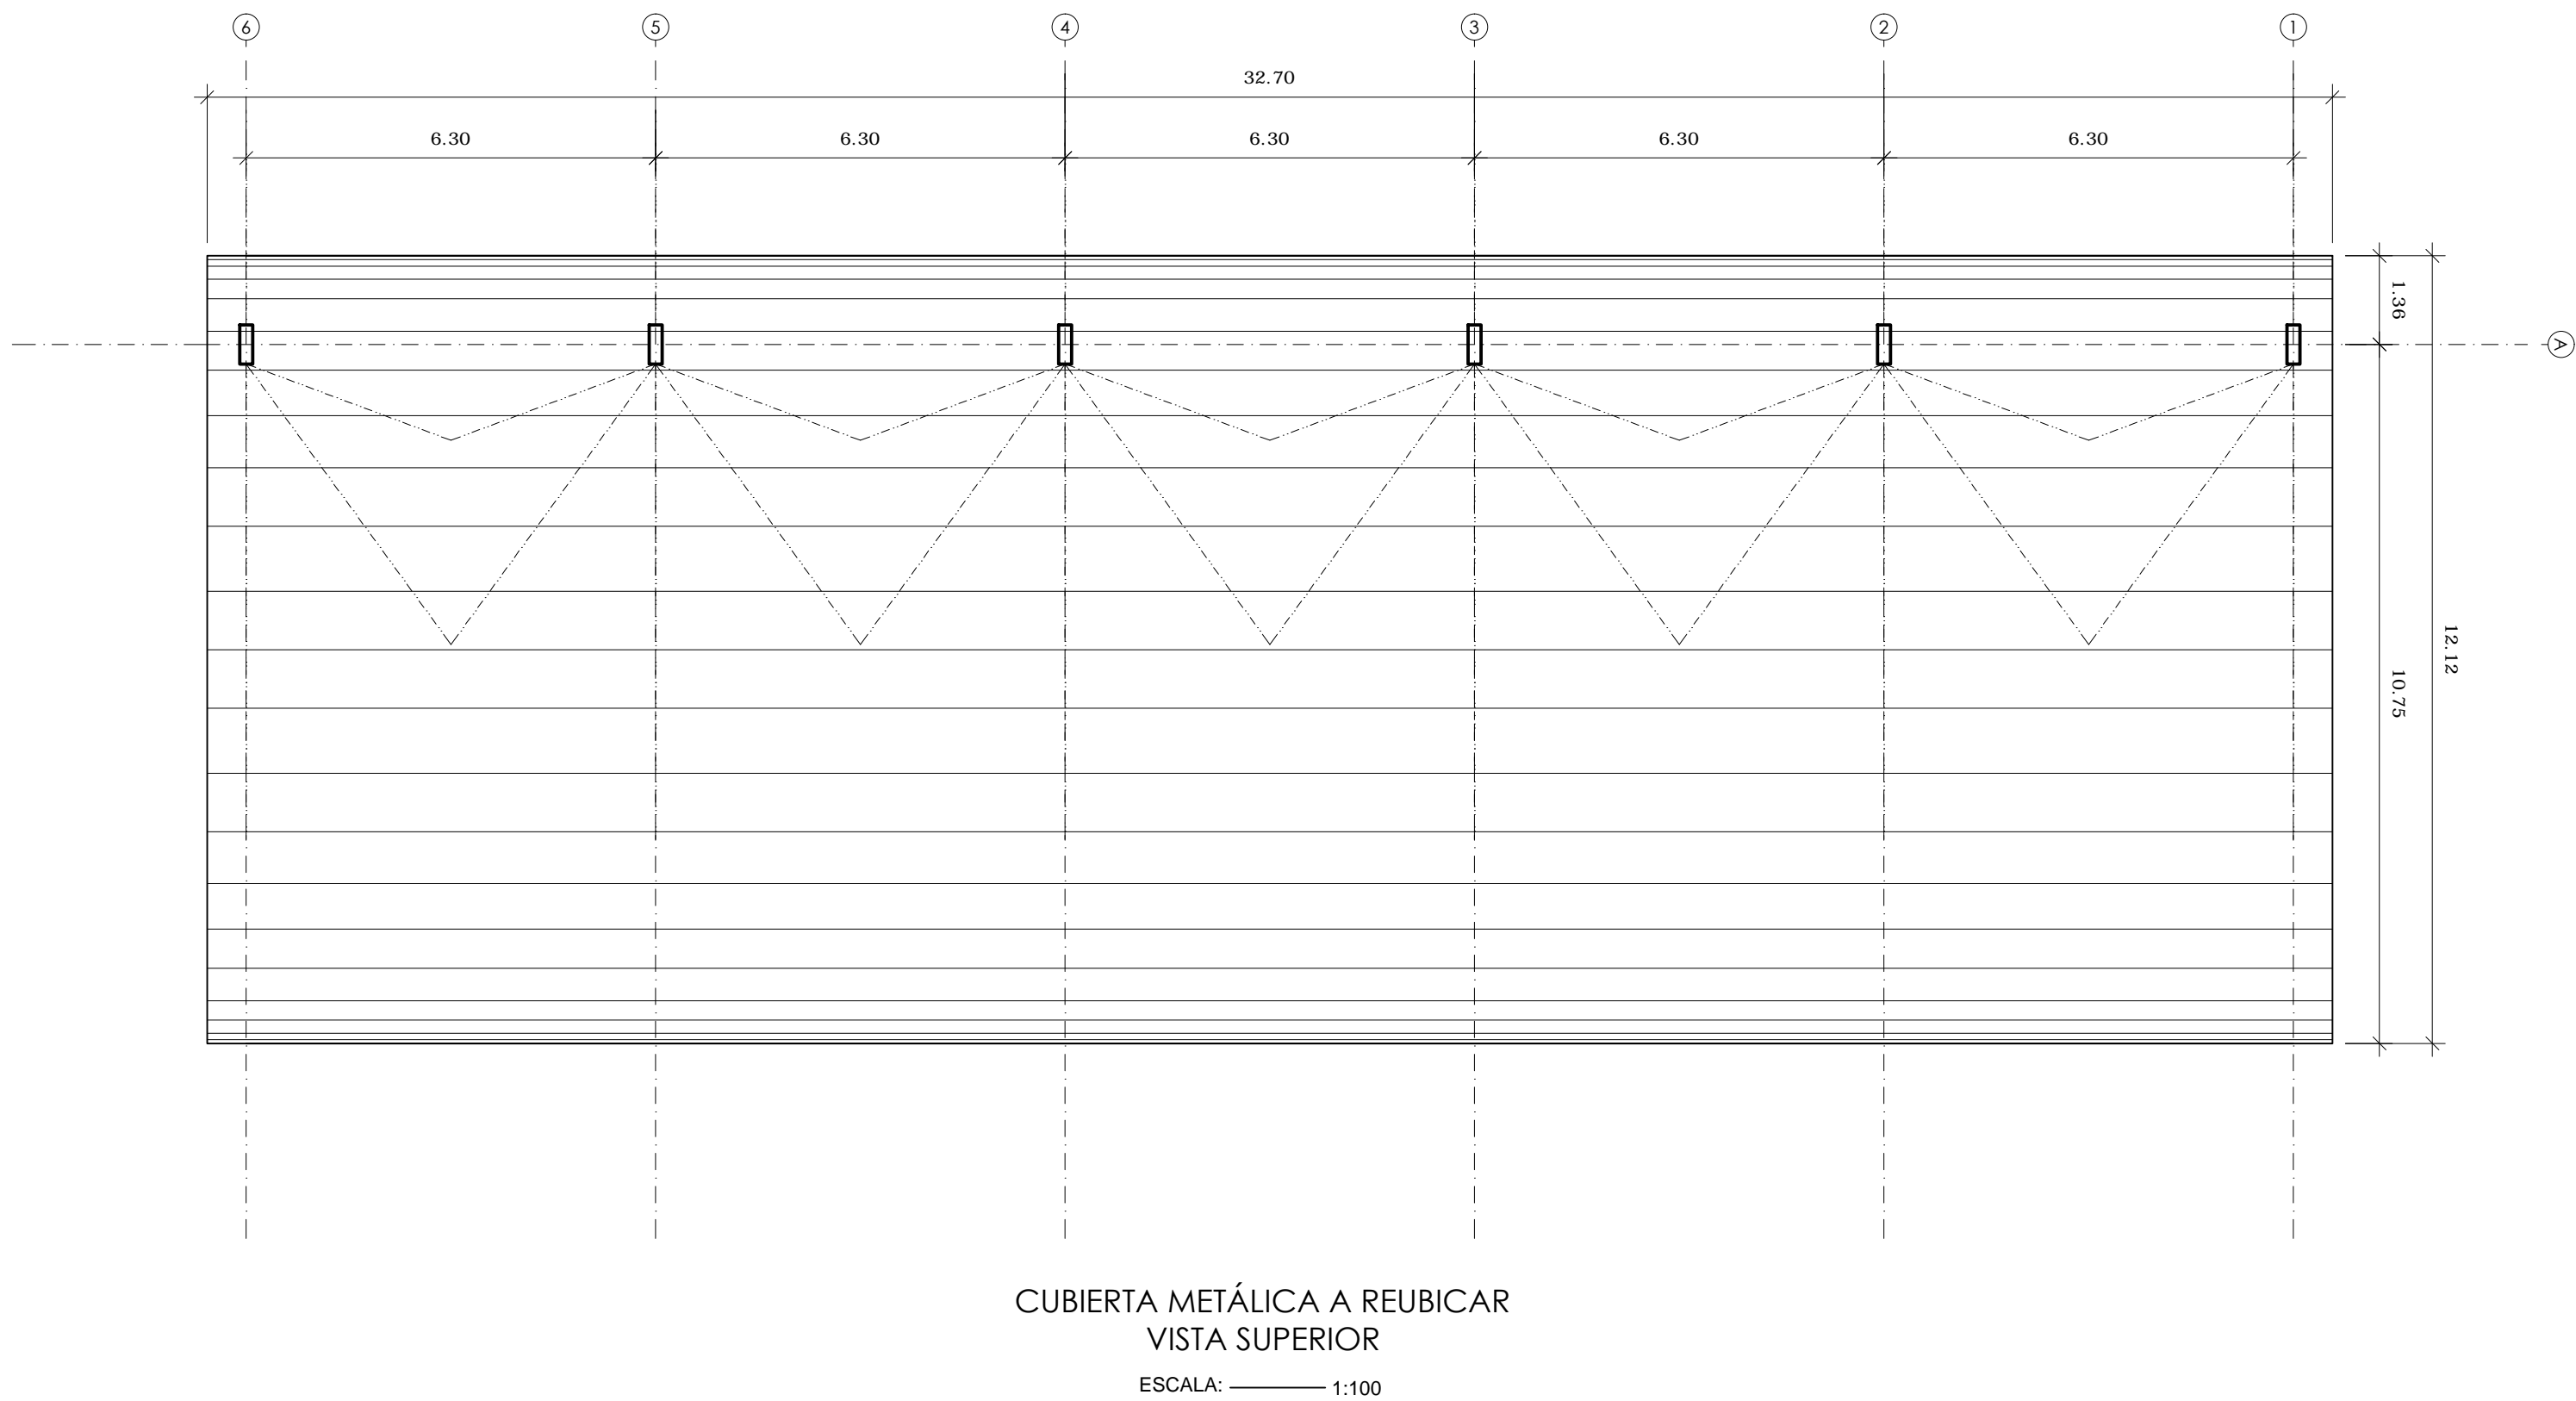 6 5 4 3 2 1
32.70
6.30 6.30 6.30 6.30 6.30
1.36
A
12.12
10.75
CUBIERTA METÁLICA A REUBICAR
VISTA SUPERIOR
ESCALA: 1:100